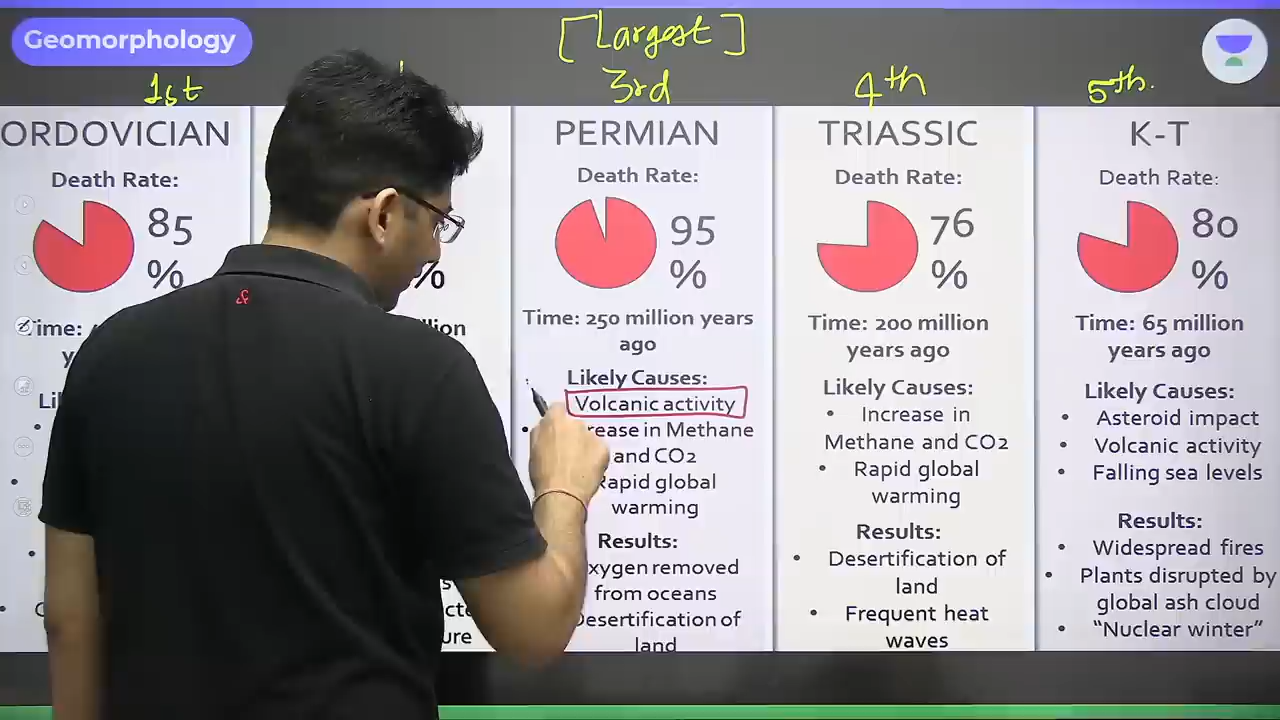 Geomorphology
[Largest]
1st
3rd
4th
5th.
ORDOVICIAN
Death Rate:
85
%
%
PERMIAN
Death Rate:
95
%
Time: 250 million years
ago
Likely Causes:
Volcanic activity
Methane
and CO2
Rapid global
warming
Results:
from oceans
Desertification of
land
TRIASSIC
Death Rate:
76
%
Time: 200 million
years ago
Likely Causes:
• Increase in
Methane and CO2
• Rapid global
warming
Results:
• Desertification of
land
• Frequent heat
waves
K-T
Death Rate:
80
%
Time: 65 million
years ago
Likely Causes:
• Asteroid impact
• Volcanic activity
• Falling sea levels
Results:
• Widespread fires
• Plants disrupted by
global ash cloud
• “Nuclear winter”